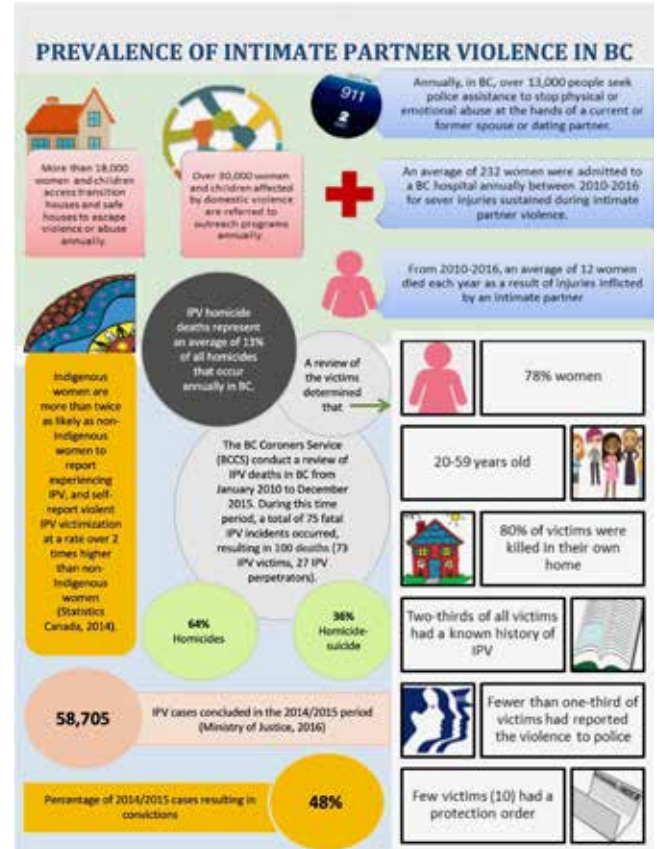 PREVALENCE OF INTIMATE PARTNER VIOLENCE IN BC
911
Annually, in BC, over 13,000 people seek
police assistance to stop physical or
emotional abuse at the hands of a current or
former spouse or dating partner.
More than 18,000
women and children
access transition
houses and safe
houses to escape
violence or abuse
annually.
Over 30,000 women
and children affected
by domestic violence
are referred to
outreach programs
annually
An average of 232 women were admitted to
a BC hospital annually between 2010-2016
for sever injuries sustained during intimate
partner violence.
From 2010-2016, an average of 12 women
died each year as a result of injuries inflicted
by an intimate partner
IPV homicide
deaths represent
an average of 13%
of all homicides
that occur
annually in BC.
A review of
the victims
determined
that
Indigenous
women are
more than twice
as likely as non-
Indigenous
women to
report
experiencing
IPV, and self-
report violent
IPV victimization
at a rate over 2
times higher
than non-
Indigenous
women
(Statistics
Canada, 2014).
The BC Coroners Service
(BCCS) conduct a review of
IPV deaths in BC from
January 2010 to December
2015. During this time
period, a total of 75 fatal
IPV incidents occurred,
resulting in 100 deaths (73
IPV victims, 27 IPV
perpetrators).
64%
Homicides
36%
Homicide-
suicide
58,705
IPV cases concluded in the 2014/2015 period
(Ministry of Justice, 2016)
Percentage of 2014/2015 cases resulting in
convictions
48%
78% women
20-59 years old
80% of victims were
killed in their own
home
Two-thirds of all victims
had a known history of
IPV
Fewer than one-third of
victims had reported
the violence to police
Few victims (10) had a
protection order